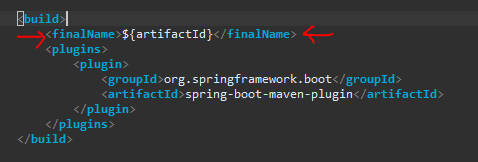 <build>
<finalName>${artifactId}</finalName>
<plugins>
<plugin>
<groupId>org.springframework.boot</groupId>
<artifactId>spring-boot-maven-plugin</artifactId>
</plugin>
</plugins>
</build>